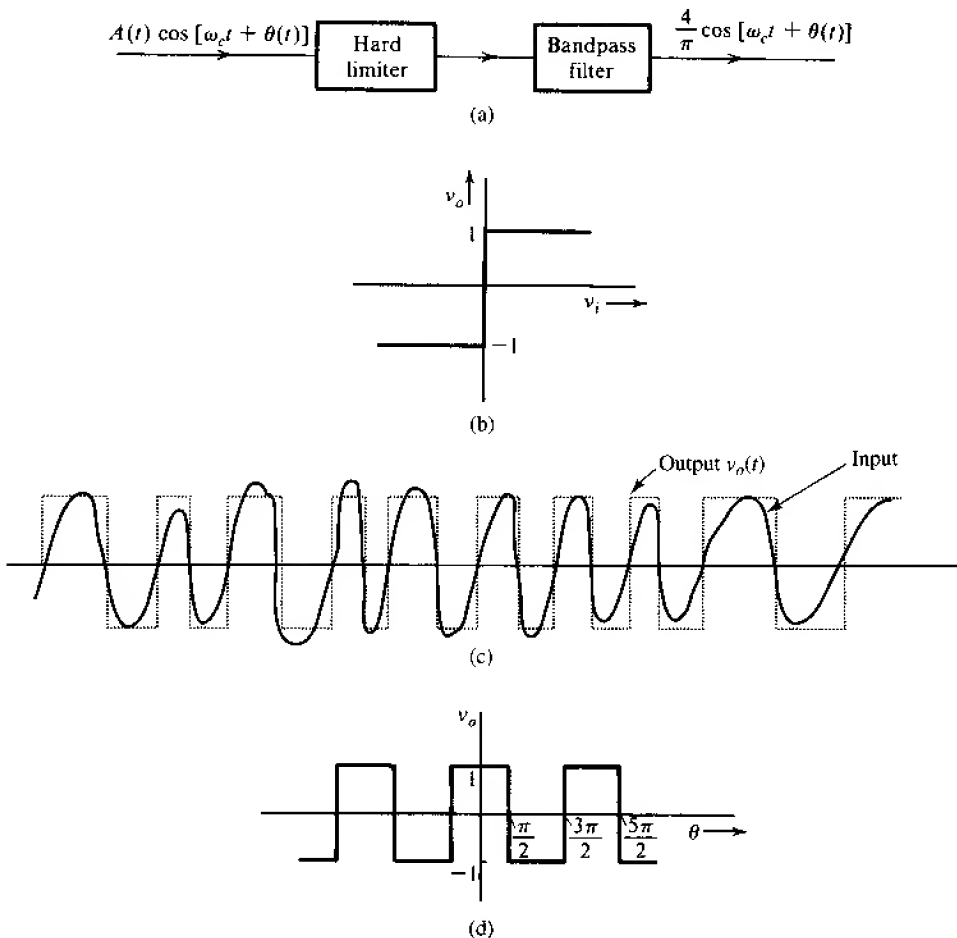 A(t) cos [ω_c t + θ(t)]
Hard limiter
Bandpass filter
4/π cos [ω_c t + θ(t)]
(a)
v_o
1
v_i
−1
(b)
Output v_o(t)
Input
(c)
v_o
1
π/2
3π/2
5π/2
θ
−1
(d)